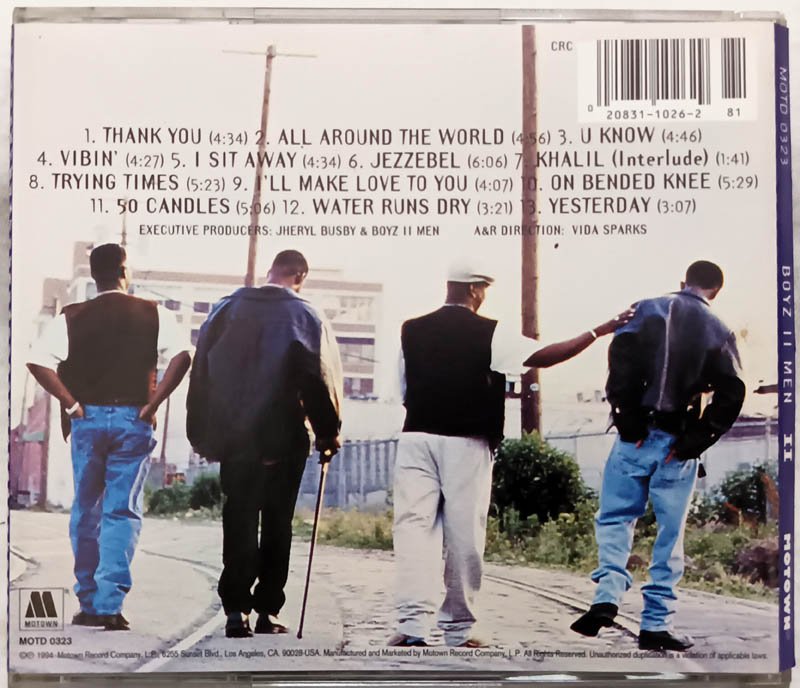 CRC
0 20831-1026-2 81
1. THANK YOU (4:34) 2. ALL AROUND THE WORLD (4:56) 3. U KNOW (4:46)
4. VIBIN' (4:27) 5. I SIT AWAY (4:34) 6. JEZZEBEL (6:06) 7. KHALIL (Interlude) (1:41)
8. TRYING TIMES (5:23) 9. I'LL MAKE LOVE TO YOU (4:07) 10. ON BENDED KNEE (5:29)
11. 50 CANDLES (5:06) 12. WATER RUNS DRY (3:21) 13. YESTERDAY (3:07)
EXECUTIVE PRODUCERS: JHERYL BUSBY & BOYZ II MEN A&R DIRECTION: VIDA SPARKS
MOTOWN
MOTD 0323
©℗ 1994 Motown Record Company, L.P., 6255 Sunset Blvd., Los Angeles, CA. 90028-USA. Manufactured and Marketed by Motown Record Company, L.P. All Rights Reserved. Unauthorized duplication is a violation of applicable laws.
MOTD 0323 BOYZ II MEN II MOTOWN